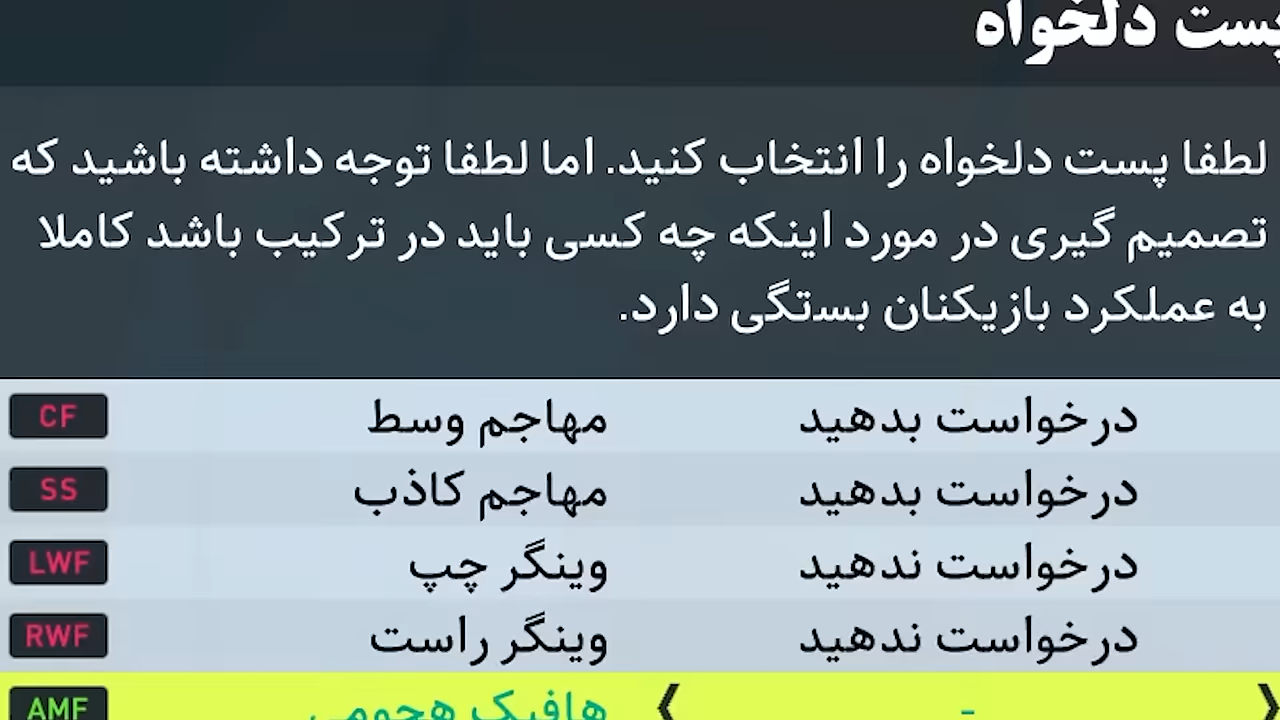 پست دلخواه
لطفا پست دلخواه را انتخاب کنید. اما لطفا توجه داشته باشید که
تصمیم گیری در مورد اینکه چه کسی باید در ترکیب باشد کاملا
به عملکرد بازیکنان بستگی دارد.
درخواست بدهید مهاجم وسط CF
درخواست بدهید مهاجم کاذب SS
درخواست ندهید وینگر چپ LWF
درخواست ندهید وینگر راست RWF
- هافبک هجومی AMF